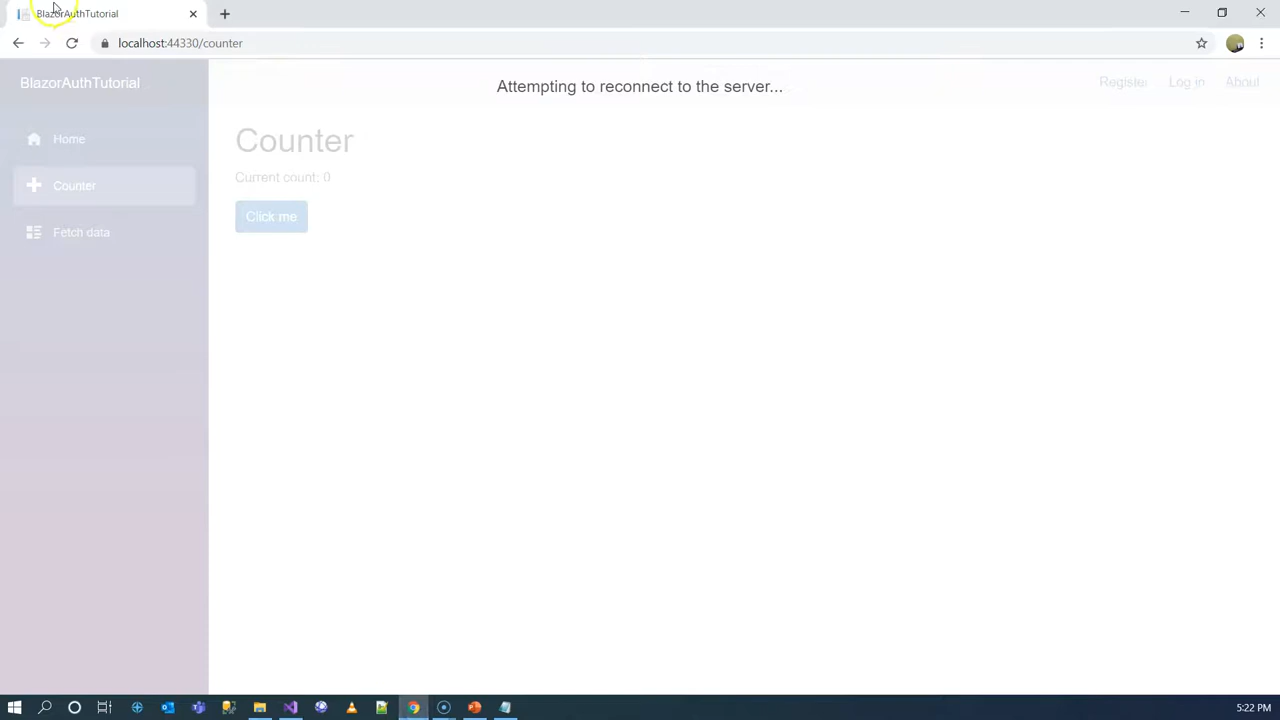 BlazorAuthTutorial
localhost:44330/counter
BlazorAuthTutorial
Attempting to reconnect to the server...
Register
Log in
About
Home
Counter
Fetch data
Counter
Current count: 0
Click me
5:22 PM